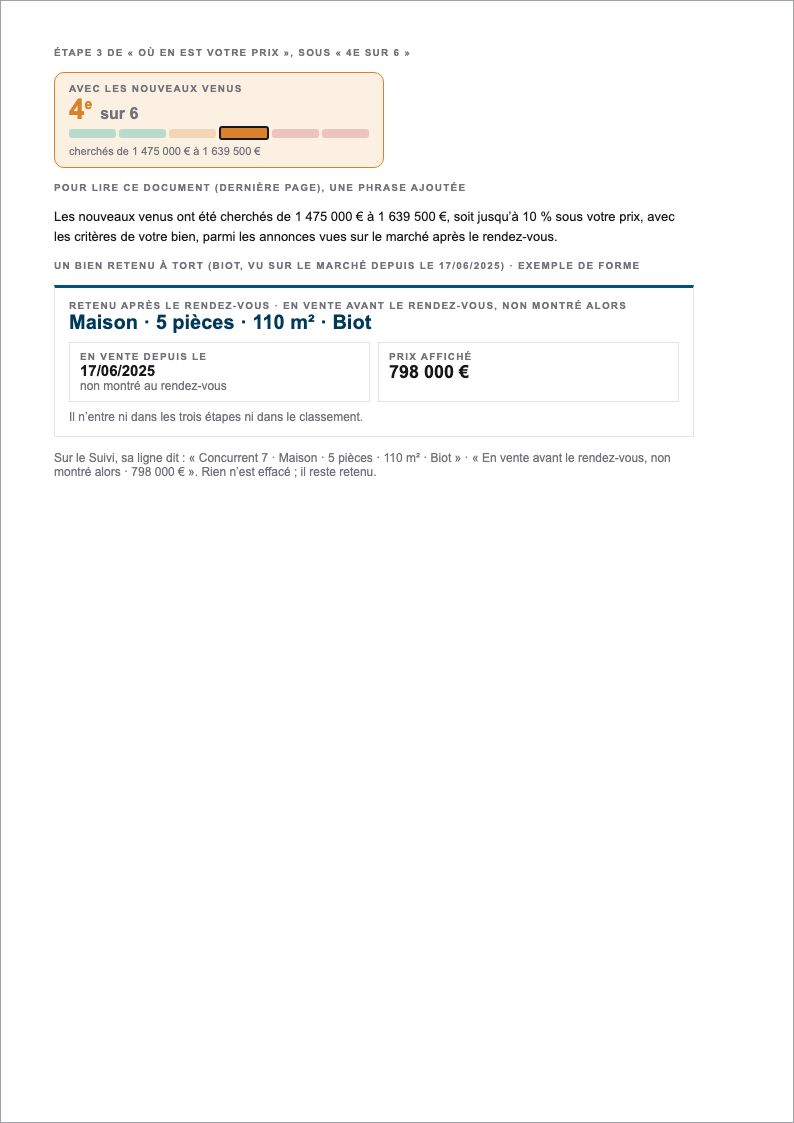 ÉTAPE 3 DE « OÙ EN EST VOTRE PRIX », SOUS « 4E SUR 6 »
AVEC LES NOUVEAUX VENUS
4e sur 6
cherchés de 1 475 000 € à 1 639 500 €
POUR LIRE CE DOCUMENT (DERNIÈRE PAGE), UNE PHRASE AJOUTÉE
Les nouveaux venus ont été cherchés de 1 475 000 € à 1 639 500 €, soit jusqu’à 10 % sous votre prix, avec
les critères de votre bien, parmi les annonces vues sur le marché après le rendez-vous.
UN BIEN RETENU À TORT (BIOT, VU SUR LE MARCHÉ DEPUIS LE 17/06/2025) · EXEMPLE DE FORME
RETENU APRÈS LE RENDEZ-VOUS · EN VENTE AVANT LE RENDEZ-VOUS, NON MONTRÉ ALORS
Maison · 5 pièces · 110 m² · Biot
EN VENTE DEPUIS LE
17/06/2025
non montré au rendez-vous
PRIX AFFICHÉ
798 000 €
Il n’entre ni dans les trois étapes ni dans le classement.
Sur le Suivi, sa ligne dit : « Concurrent 7 · Maison · 5 pièces · 110 m² · Biot » · « En vente avant le rendez-vous, non
montré alors · 798 000 € ». Rien n’est effacé ; il reste retenu.